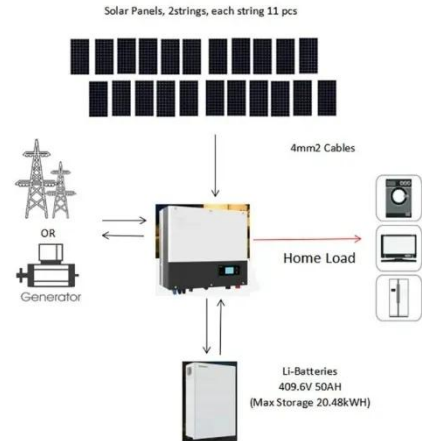 Solar Panels, 2strings, each string 11 pcs
4mm2 Cables
OR
Generator
Home Load
Li-Batteries
409.6V 50AH
(Max Storage 20.48kWH)